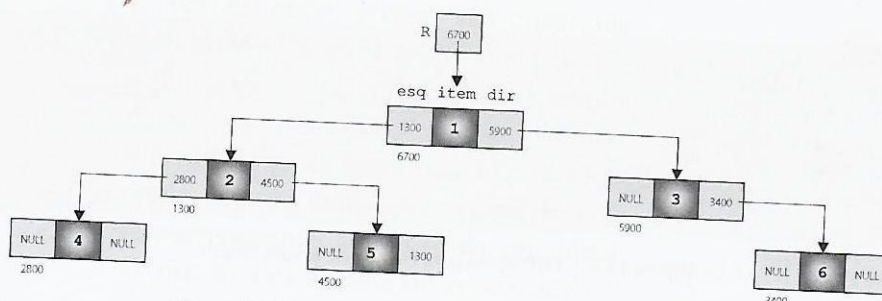 R 6700
esq item dir
1300 1 5900
6700
2800 2 4500
1300
NULL 3 3400
5900
NULL 4 NULL
2800
NULL 5 1300
4500
NULL 6 NULL
3400